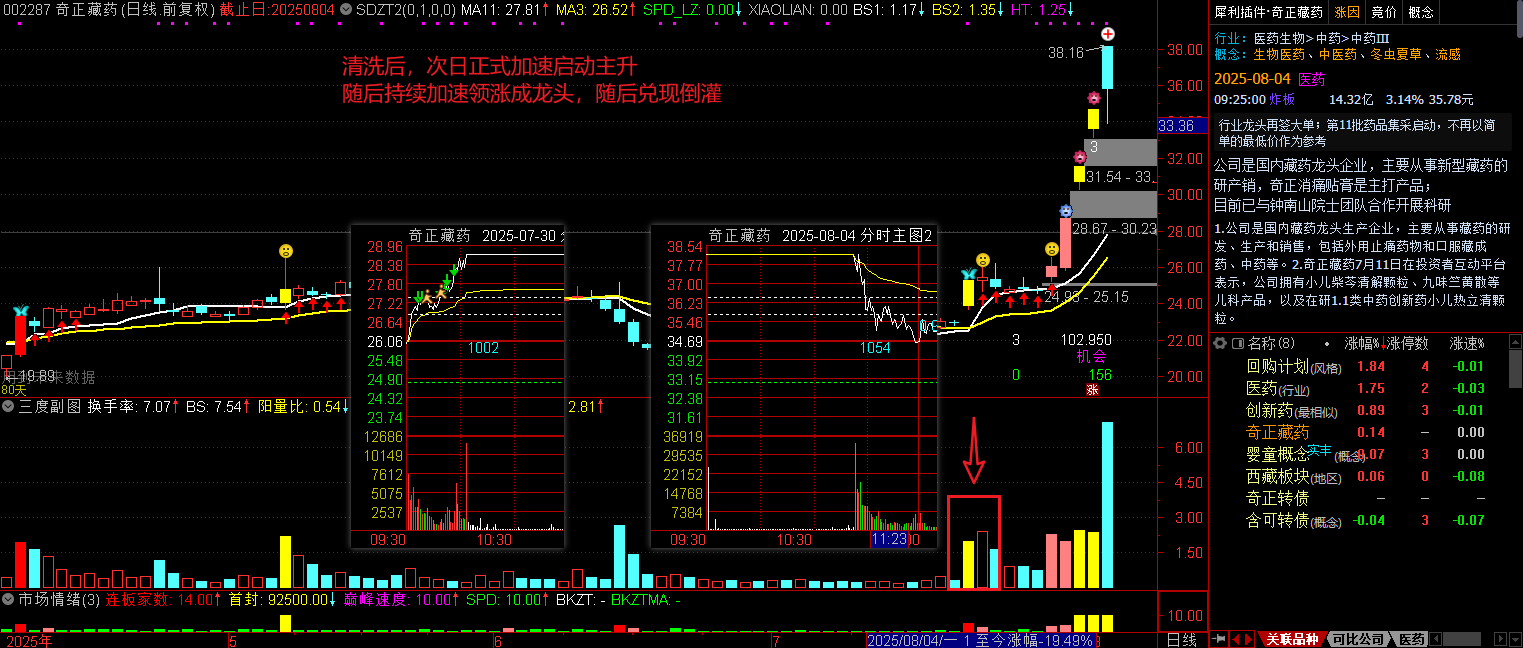 002287 奇正藏药(日线 前复权) 截止日:20250804 SDZT2(0,1,0,0) MA11: 27.81↑ MA3: 26.52↑ SPD_LZ: 0.00↓ XIAOLIAN: 0.00 BS1: 1.17↓ BS2: 1.35↓ HT: 1.25↓
清洗后，次日正式加速启动主升
随后持续加速领涨成龙头，随后兑现倒灌
38.16
38.00
36.00
33.36
32.00
30.00
28.00
26.00
24.00
22.00
20.00
3
31.54 - 33.
28.67 - 30.23
24.93 - 25.15
3 102.950
机会
0 156
涨
19.89
80天
奇正藏药 2025-07-30
28.96
28.38
27.80
27.22
26.64
26.06
25.48
24.90
24.32
23.74
12686
10149
7612
5075
2537
1002
09:30 10:30
奇正藏药 2025-08-04 分时主图2
38.54
37.77
37.00
36.23
35.46
34.69
33.92
33.15
32.38
31.61
36919
29535
22152
14768
7384
1054
09:30 10:30 11:23
三度副图 换手率: 7.07↑ BS: 7.54↑ 阳量比: 0.54↓
2.81↑
6.00
4.50
3.00
1.50
市场情绪(3) 连板家数: 14.00↑ 首封: 92500.00↓ 巅峰速度: 10.00↑ SPD: 10.00↑ BKZT: - BKZTMA: -
10.00
2025年 5 6 7 2025/08/04/一 1 至今涨幅-19.49% 日线
犀利插件·奇正藏药 涨因 竞价 概念
行业: 医药生物>中药>中药III
概念: 生物医药、中医药、冬虫夏草、流感
2025-08-04 医药
09:25:00 炸板 14.32亿 3.14% 35.78元
行业龙头再签大单；第11批药品集采启动，不再以简
单的最低价作为参考
公司是国内藏药龙头企业，主要从事新型藏药的
研产销，奇正消痛贴膏是主打产品；
目前已与钟南山院士团队合作开展科研
1.公司是国内藏药龙头生产企业，主要从事藏药的研
发、生产和销售，包括外用止痛药物和口服藏成
药、中药等。2.奇正藏药7月11日在投资者互动平台
表示，公司拥有小儿柴芩清解颗粒、九味竺黄散等
儿科产品，以及在研1.1类中药创新药小儿热立清颗
粒。
名称(8) 涨幅%↓ 涨停数 涨速%
回购计划(风格) 1.84 4 -0.01
医药(行业) 1.75 2 -0.03
创新药(最相似) 0.89 3 -0.01
奇正藏药 0.14 — 0.00
婴童概念(概念) 0.07 3 0.00
西藏板块(地区) 0.06 0 -0.08
奇正转债 — — —
含可转债(概念) -0.04 3 -0.07
关联品种 可比公司 医药